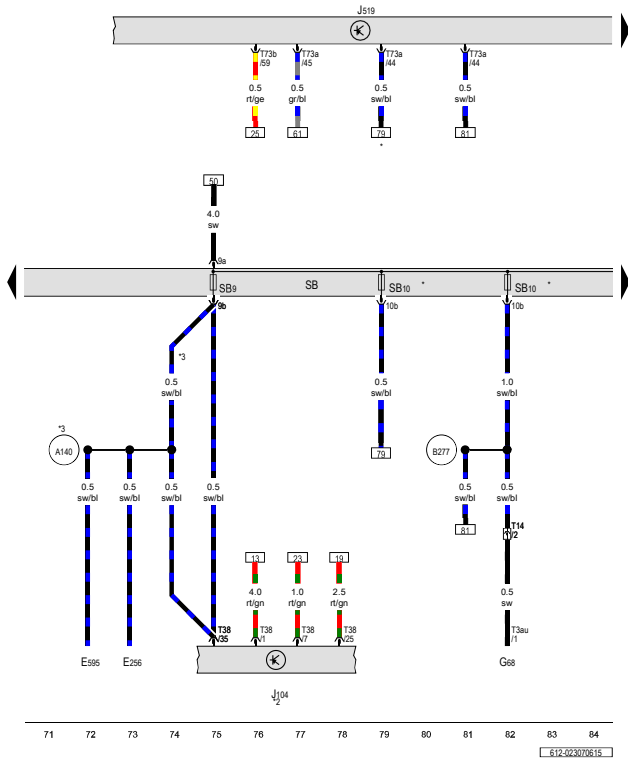 J519
T73b
/59
T73a
/45
T73a
/44
T73a
/44
0.5
rt/ge
0.5
gr/bl
0.5
sw/bl
0.5
sw/bl
25
61
79
81
*
50
4.0
sw
9a
SB9
SB
SB10 *
SB10 *
9b
10b
10b
*3
0.5
sw/bl
0.5
sw/bl
1.0
sw/bl
*3
A140
B277
79
0.5
sw/bl
0.5
sw/bl
0.5
sw/bl
0.5
sw/bl
0.5
sw/bl
0.5
sw/bl
81
T14
/2
13
23
19
4.0
rt/gn
1.0
rt/gn
2.5
rt/gn
0.5
sw
T38
/35
T38
/1
T38
/7
T38
/25
T3au
/1
E595
E256
G68
J104
*2
71 72 73 74 75 76 77 78 79 80 81 82 83 84
612-023070615